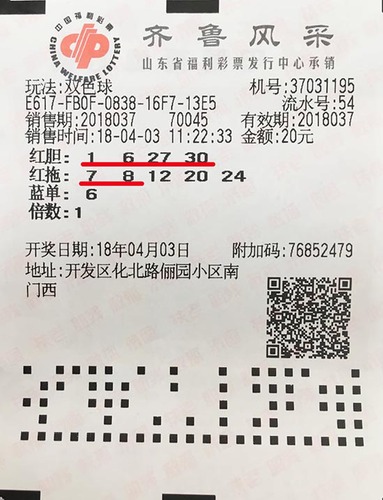 中国福利彩票
CHINA WELFARE LOTTERY
齐鲁风采
山东省福利彩票发行中心承销
玩法:双色球 机号:37031195
E617-FB0F-0838-16F7-13E5 流水号:54
销售期:2018037 70045 有效期:2018037
销售时间:18-04-03 11:22:33 金额:20元
红胆: 1 6 27 30
红拖: 7 8 12 20 24
蓝单: 6
倍数:1
开奖日期:18年04月03日 附加码:76852479
地址:开发区化北路俪园小区南
门西